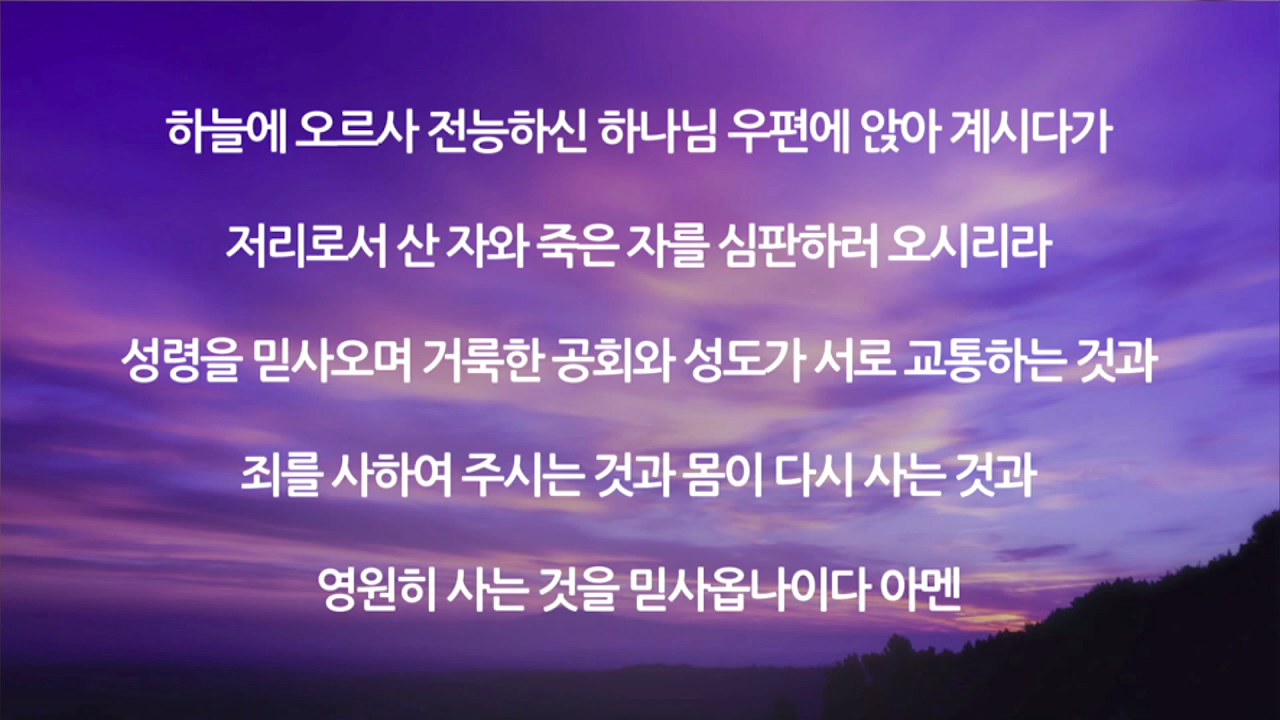 하늘에 오르사 전능하신 하나님 우편에 앉아 계시다가
저리로서 산 자와 죽은 자를 심판하러 오시리라
성령을 믿사오며 거룩한 공회와 성도가 서로 교통하는 것과
죄를 사하여 주시는 것과 몸이 다시 사는 것과
영원히 사는 것을 믿사옵나이다 아멘